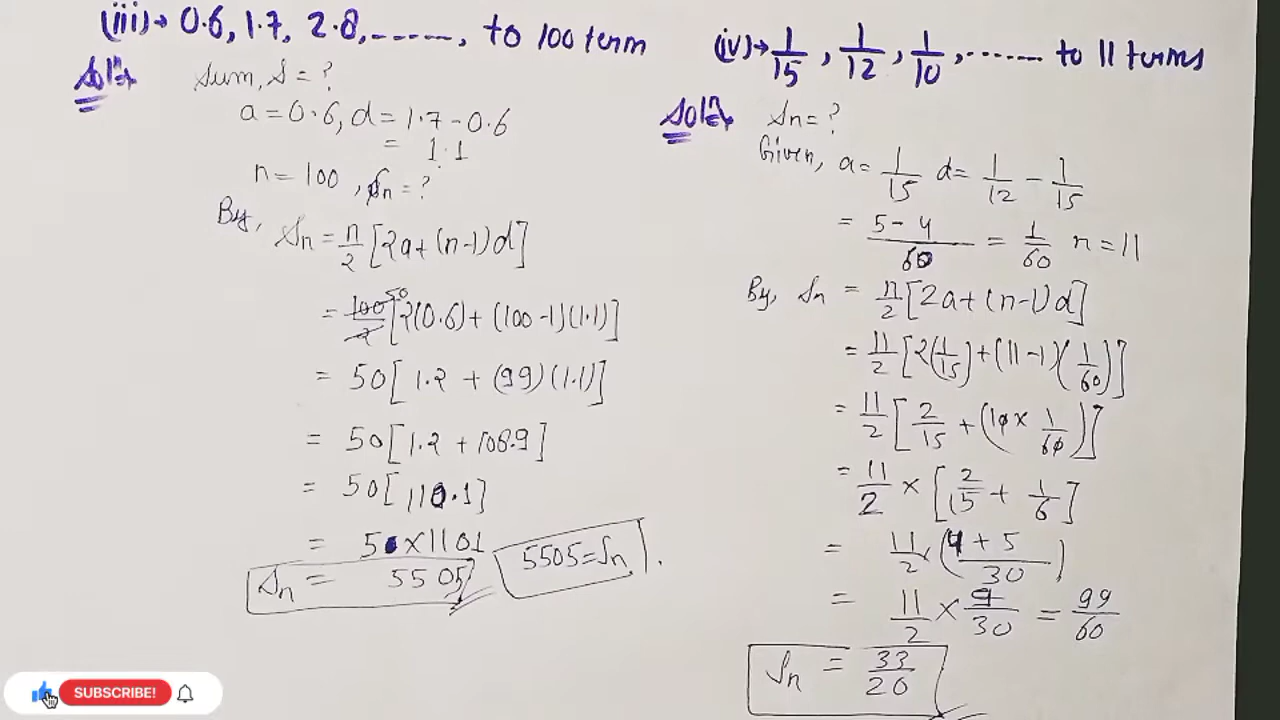 (iii)→ 0.6, 1.7, 2.8, ------, to 100 term
Solⁿ
Sum, S = ?
a = 0.6, d = 1.7 - 0.6
= 1.1
n = 100, Sn = ?
By, Sn = n/2 [2a + (n-1)d]
= 100/2 50 [2(0.6) + (100-1)(1.1)]
= 50[1.2 + (99)(1.1)]
= 50[1.2 + 108.9]
= 50[110.1]
= 5 × 1101
Sn = 5505
5505 = Sn
(iv)→ 1/15, 1/12, 1/10, ------ to 11 terms
Solⁿ
Sn = ?
Given, a = 1/15 d = 1/12 - 1/15
= 5-4/60 = 1/60 n = 11
By, Sn = n/2 [2a + (n-1)d]
= 11/2 [2(1/15) + (11-1)(1/60)]
= 11/2 [2/15 + (10 × 1/60)]
= 11/2 × [2/15 + 1/6]
= 11/2 × (4+5/30)
= 11/2 × 9/30 = 99/60
Sn = 33/20
SUBSCRIBE!